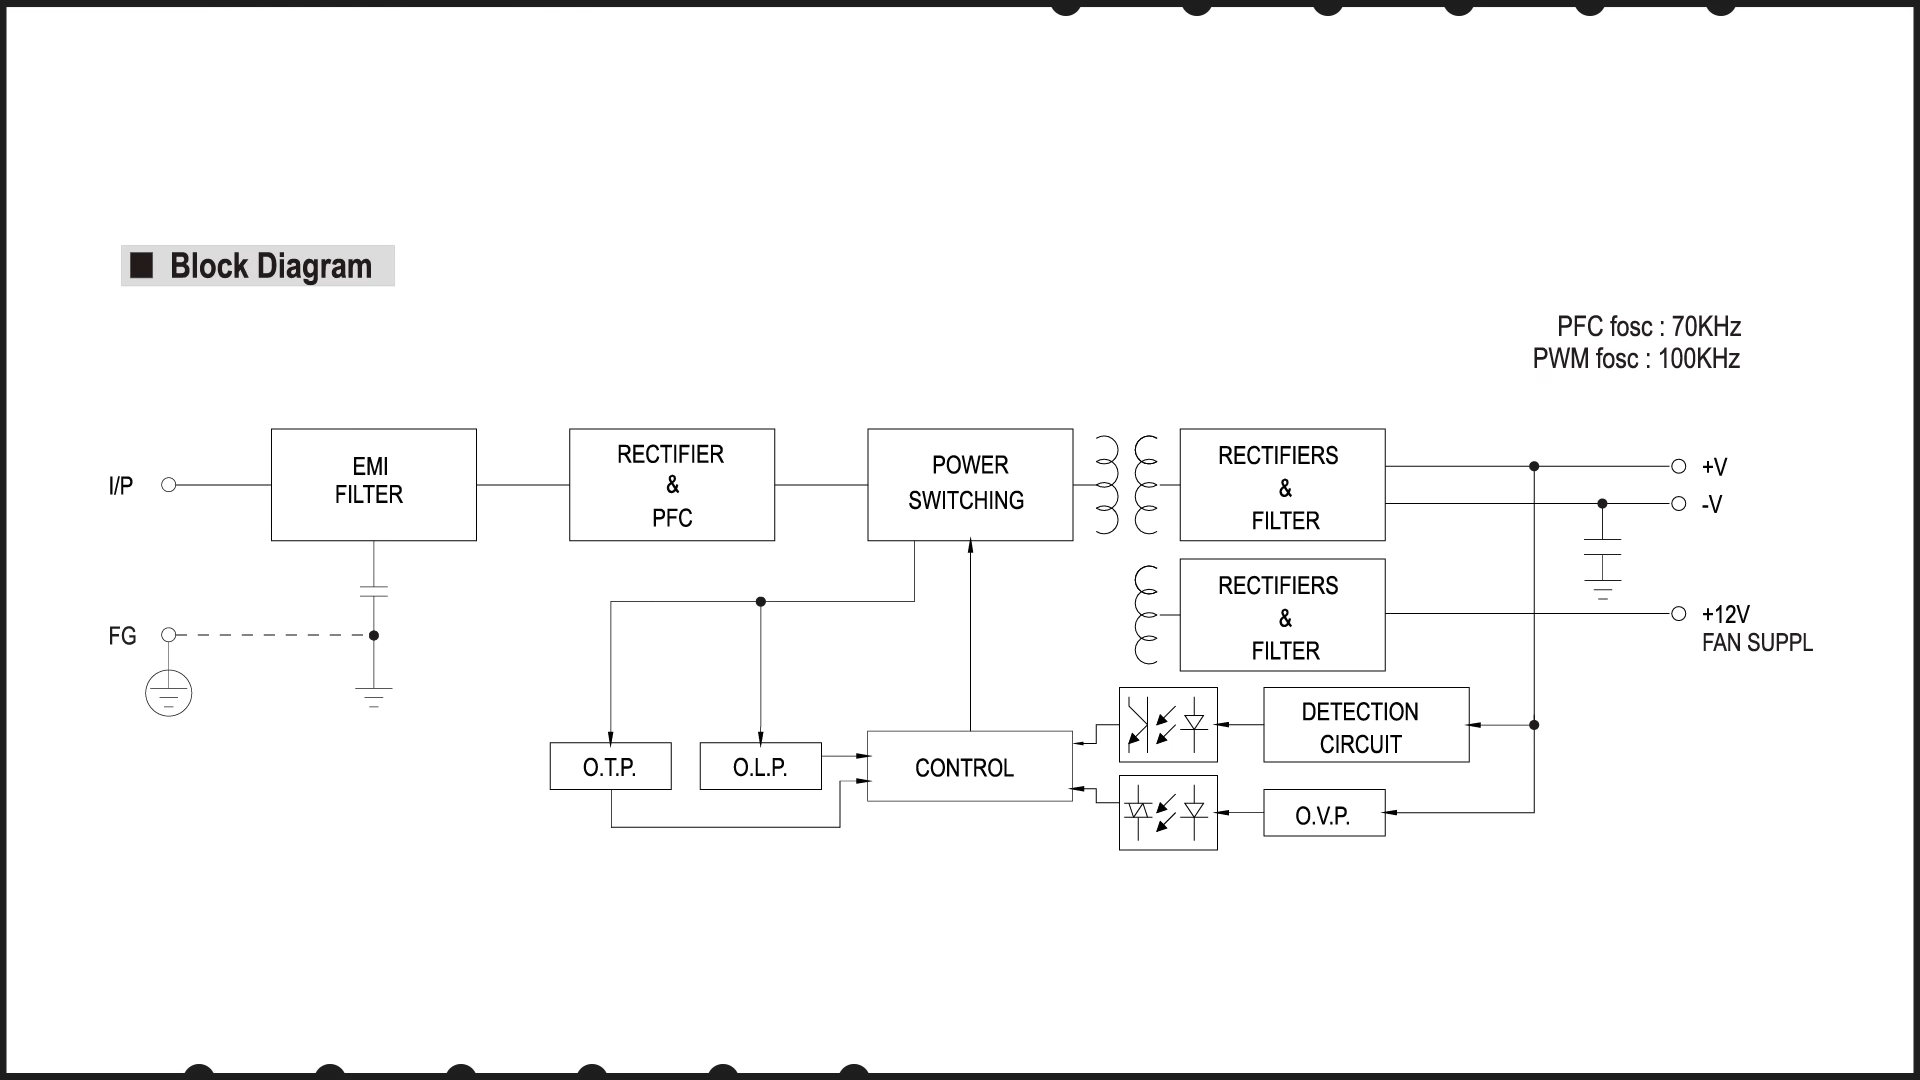 Block Diagram
PFC fosc : 70KHz
PWM fosc : 100KHz
I/P
EMI
FILTER
RECTIFIER
&
PFC
POWER
SWITCHING
RECTIFIERS
&
FILTER
+V
-V
RECTIFIERS
&
FILTER
+12V
FAN SUPPL
FG
O.T.P.
O.L.P.
CONTROL
DETECTION
CIRCUIT
O.V.P.